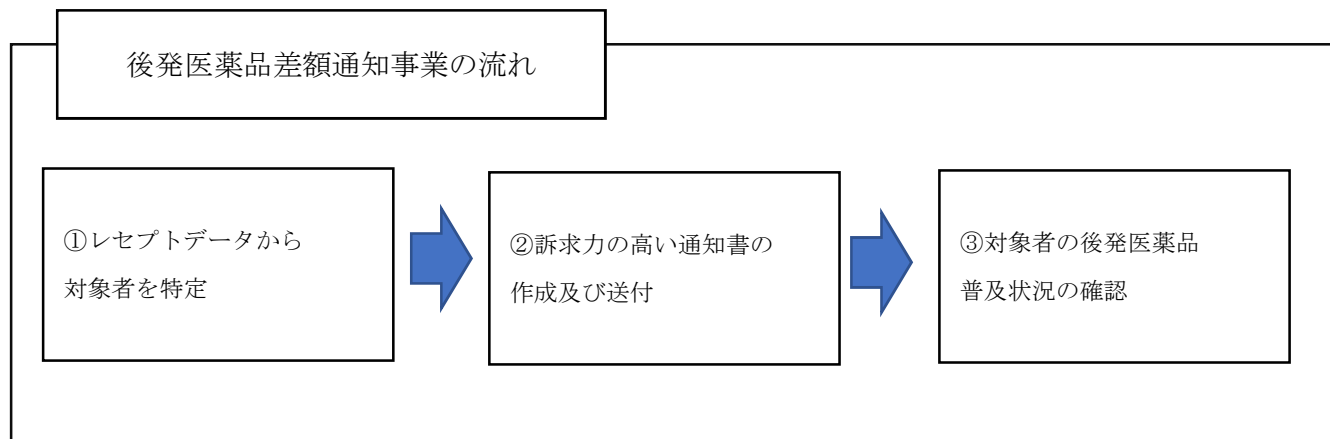 後発医薬品差額通知事業の流れ
①レセプトデータから
対象者を特定
②訴求力の高い通知書の
作成及び送付
③対象者の後発医薬品
普及状況の確認